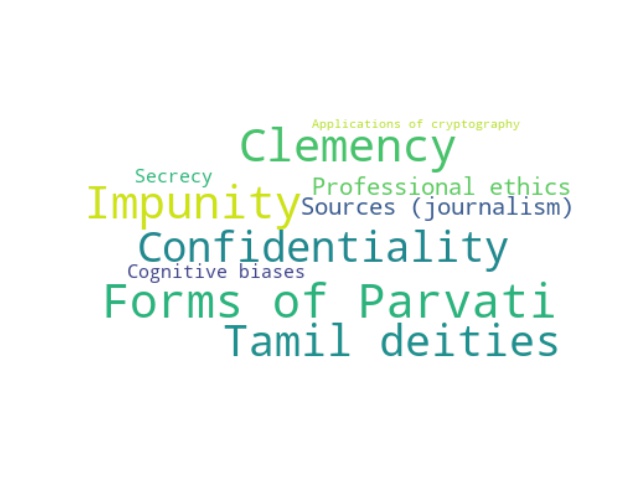 Applications of cryptography
Clemency
Secrecy
Professional ethics
Impunity
Sources (journalism)
Confidentiality
Cognitive biases
Forms of Parvati
Tamil deities